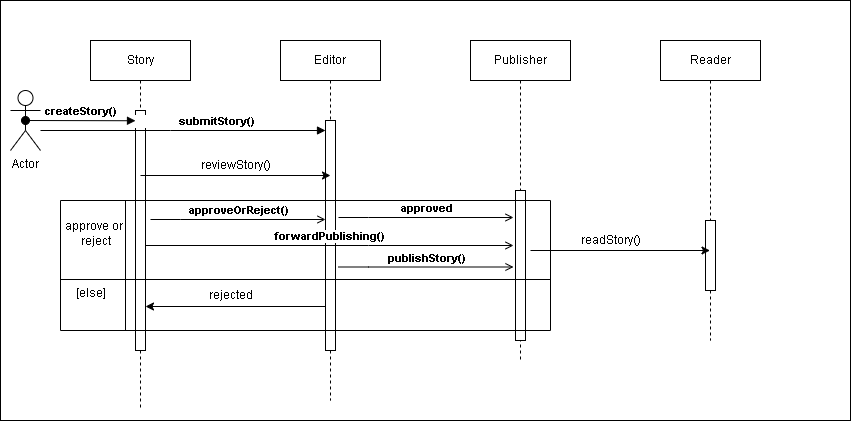 Story
Editor
Publisher
Reader
createStory()
submitStory()
Actor
reviewStory()
approve or
reject
approveOrReject()
approved
forwardPublishing()
readStory()
publishStory()
[else]
rejected